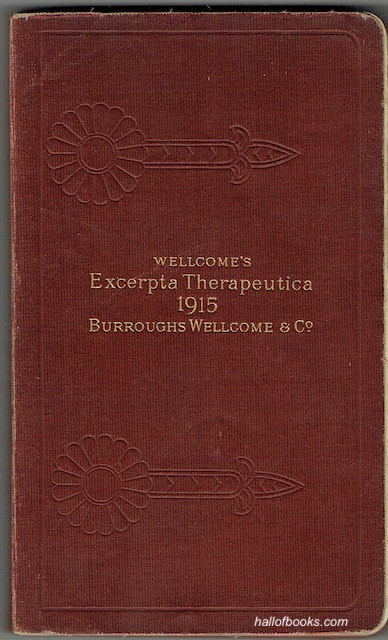 WELLCOME'S
Excerpta Therapeutica
1915
BURROUGHS WELLCOME & Cº
hallofbooks.com